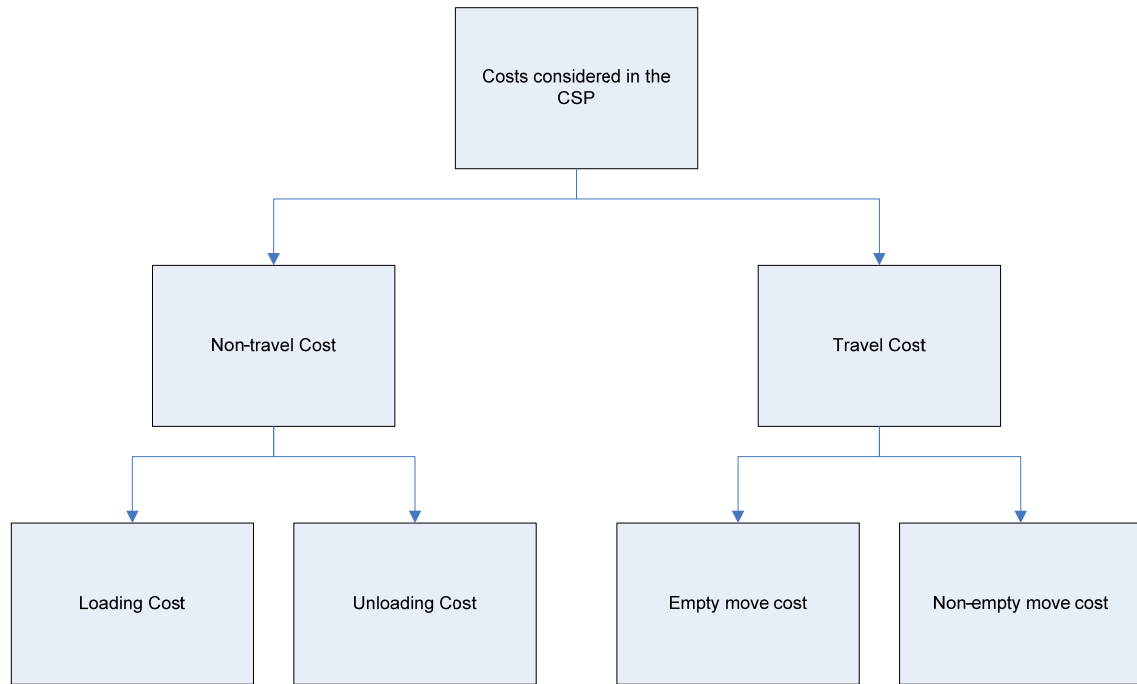 Costs considered in the
CSP
Non-travel Cost
Travel Cost
Loading Cost
Unloading Cost
Empty move cost
Non-empty move cost